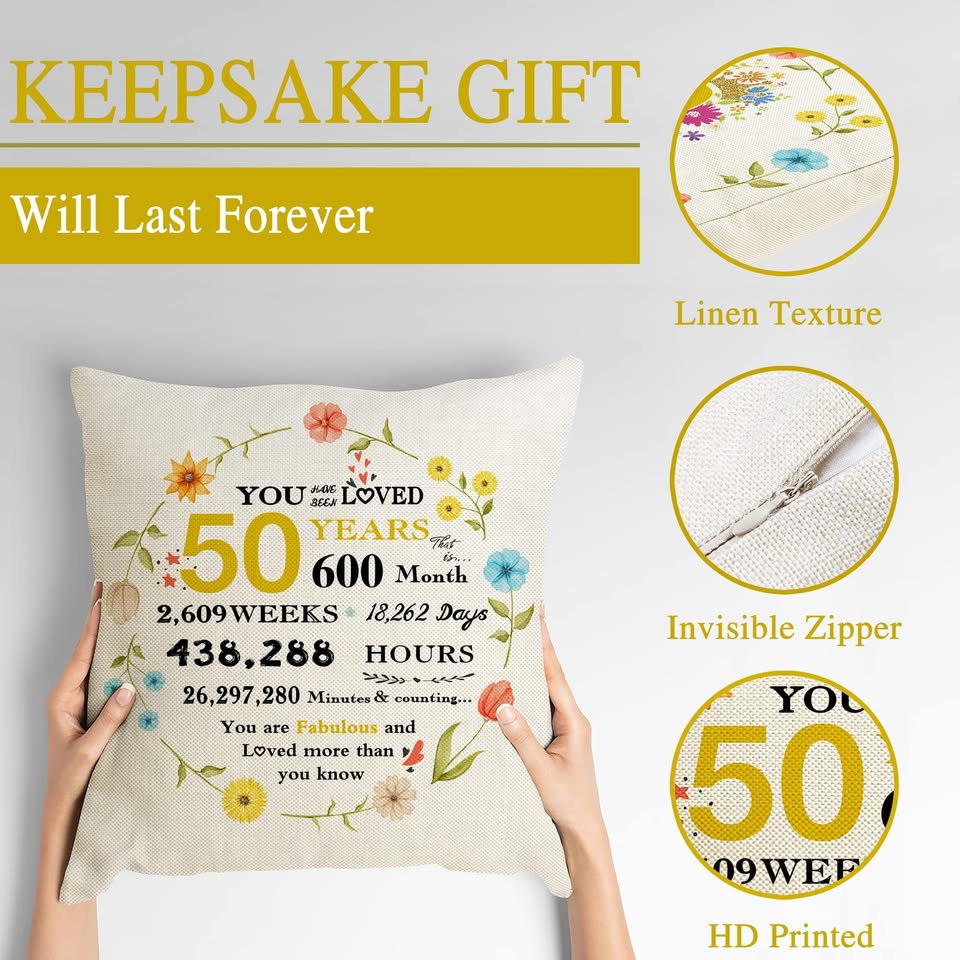 KEEPSAKE GIFT
Will Last Forever
YOU HAVE BEEN LOVED
50 YEARS
That is...
600 Month
2,609 WEEKS 18,262 Days
438,288 HOURS
26,297,280 Minutes & counting...
You are Fabulous and
Loved more than
you know
Linen Texture
Invisible Zipper
YOU
50
09 WEE
HD Printed